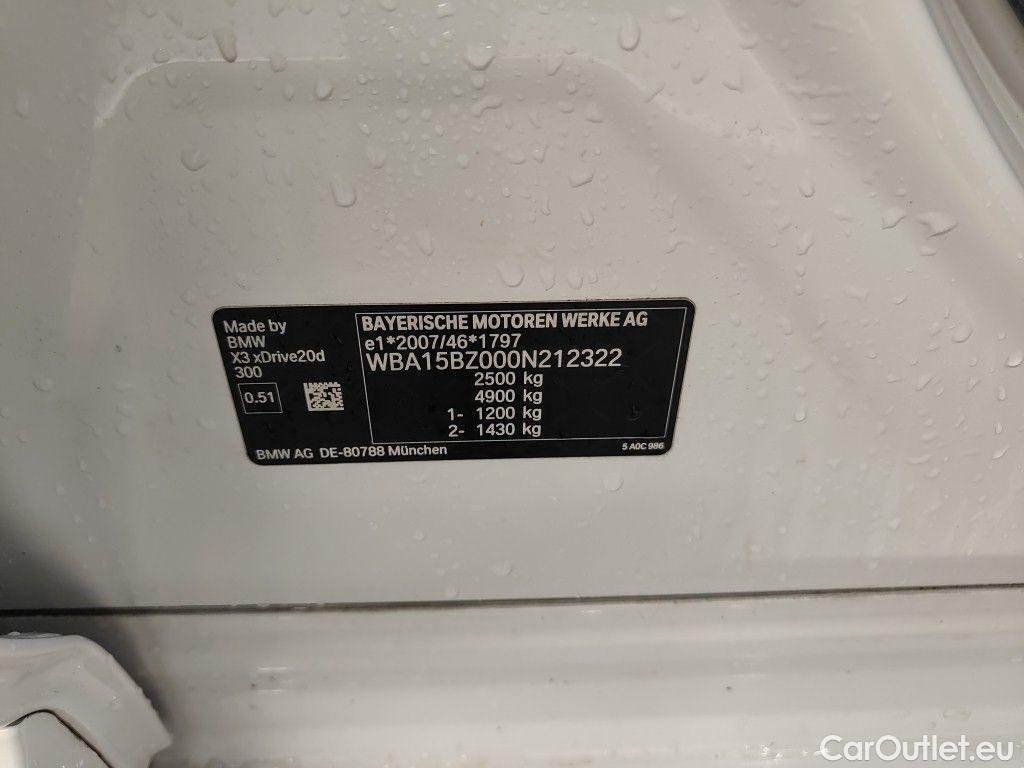 Made by
BMW
X3 xDrive20d
300
0.51
BAYERISCHE MOTOREN WERKE AG
e1*2007/46*1797
WBA15BZ000N212322
2500 kg
4900 kg
1- 1200 kg
2- 1430 kg
BMW AG DE-80788 München
5 A0C 986
CarOutlet.eu